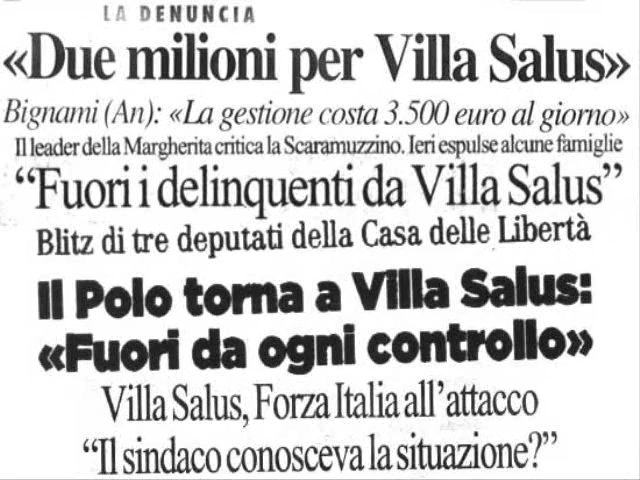 LA DENUNCIA
«Due milioni per Villa Salus»
Bignami (An): «La gestione costa 3.500 euro al giorno»
Il leader della Margherita critica la Scaramuzzino. Ieri espulse alcune famiglie
“Fuori i delinquenti da Villa Salus”
Blitz di tre deputati della Casa delle Libertà
Il Polo torna a Villa Salus:
«Fuori da ogni controllo»
Villa Salus, Forza Italia all’attacco
“Il sindaco conosceva la situazione?”